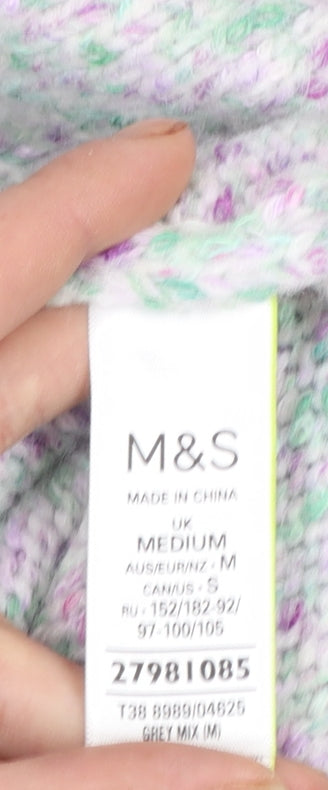 M&S
MADE IN CHINA
UK
MEDIUM
AUS/EUR/NZ - M
CAN/US - S
RU - 152/182-92/
97-100/105
27981085
T38 8989/04625
GREY MIX (M)